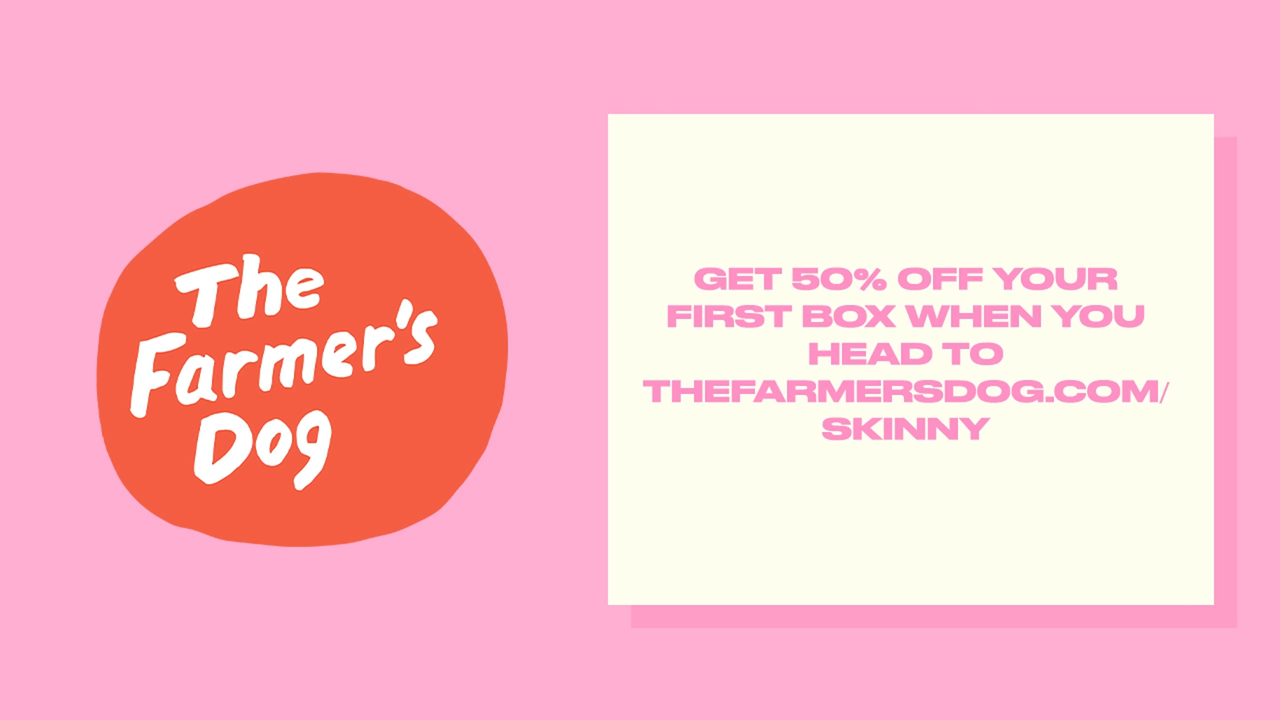 The
Farmer's
Dog
GET 50% OFF YOUR
FIRST BOX WHEN YOU
HEAD TO
THEFARMERSDOG.COM/
SKINNY